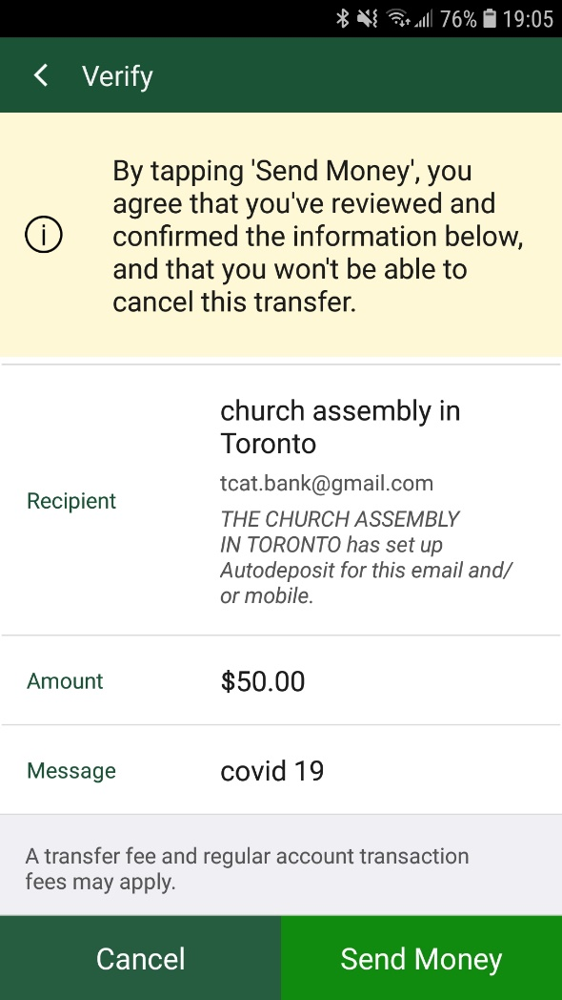 76% 19:05
Verify
By tapping 'Send Money', you
agree that you've reviewed and
confirmed the information below,
and that you won't be able to
cancel this transfer.
Recipient
church assembly in
Toronto
tcat.bank@gmail.com
THE CHURCH ASSEMBLY
IN TORONTO has set up
Autodeposit for this email and/
or mobile.
Amount
$50.00
Message
covid 19
A transfer fee and regular account transaction
fees may apply.
Cancel
Send Money